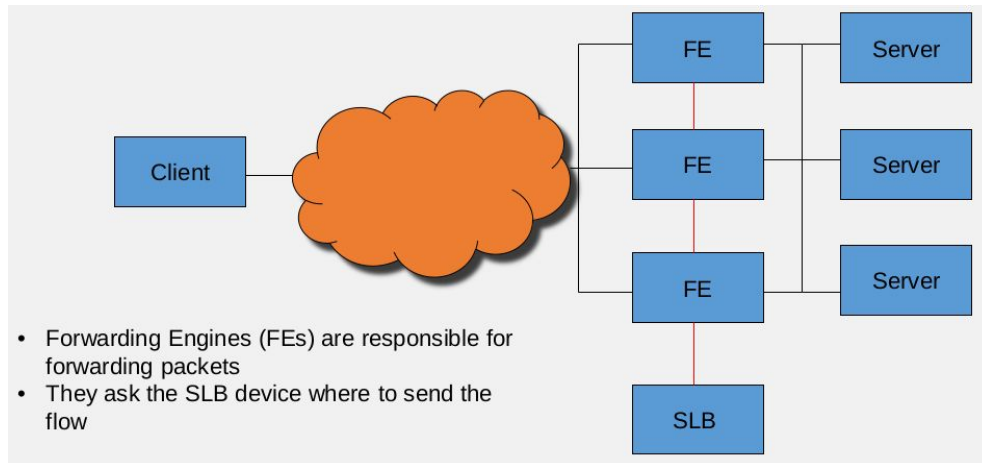 FE
Server
Client
FE
Server
FE
Server
• Forwarding Engines (FEs) are responsible for
forwarding packets
• They ask the SLB device where to send the
flow
SLB